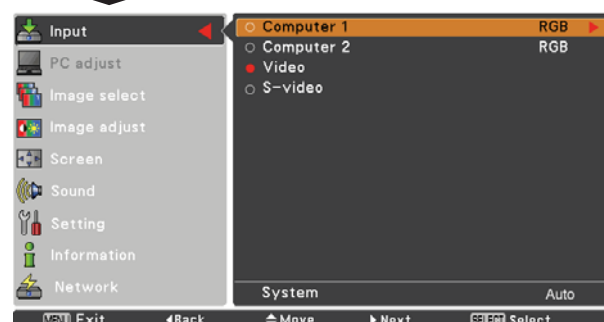 Input
PC adjust
Image select
Image adjust
Screen
Sound
Setting
Information
Network
Computer 1 RGB
Computer 2 RGB
Video
S-video
System Auto
MENU Exit Back Move Next SELECT Select